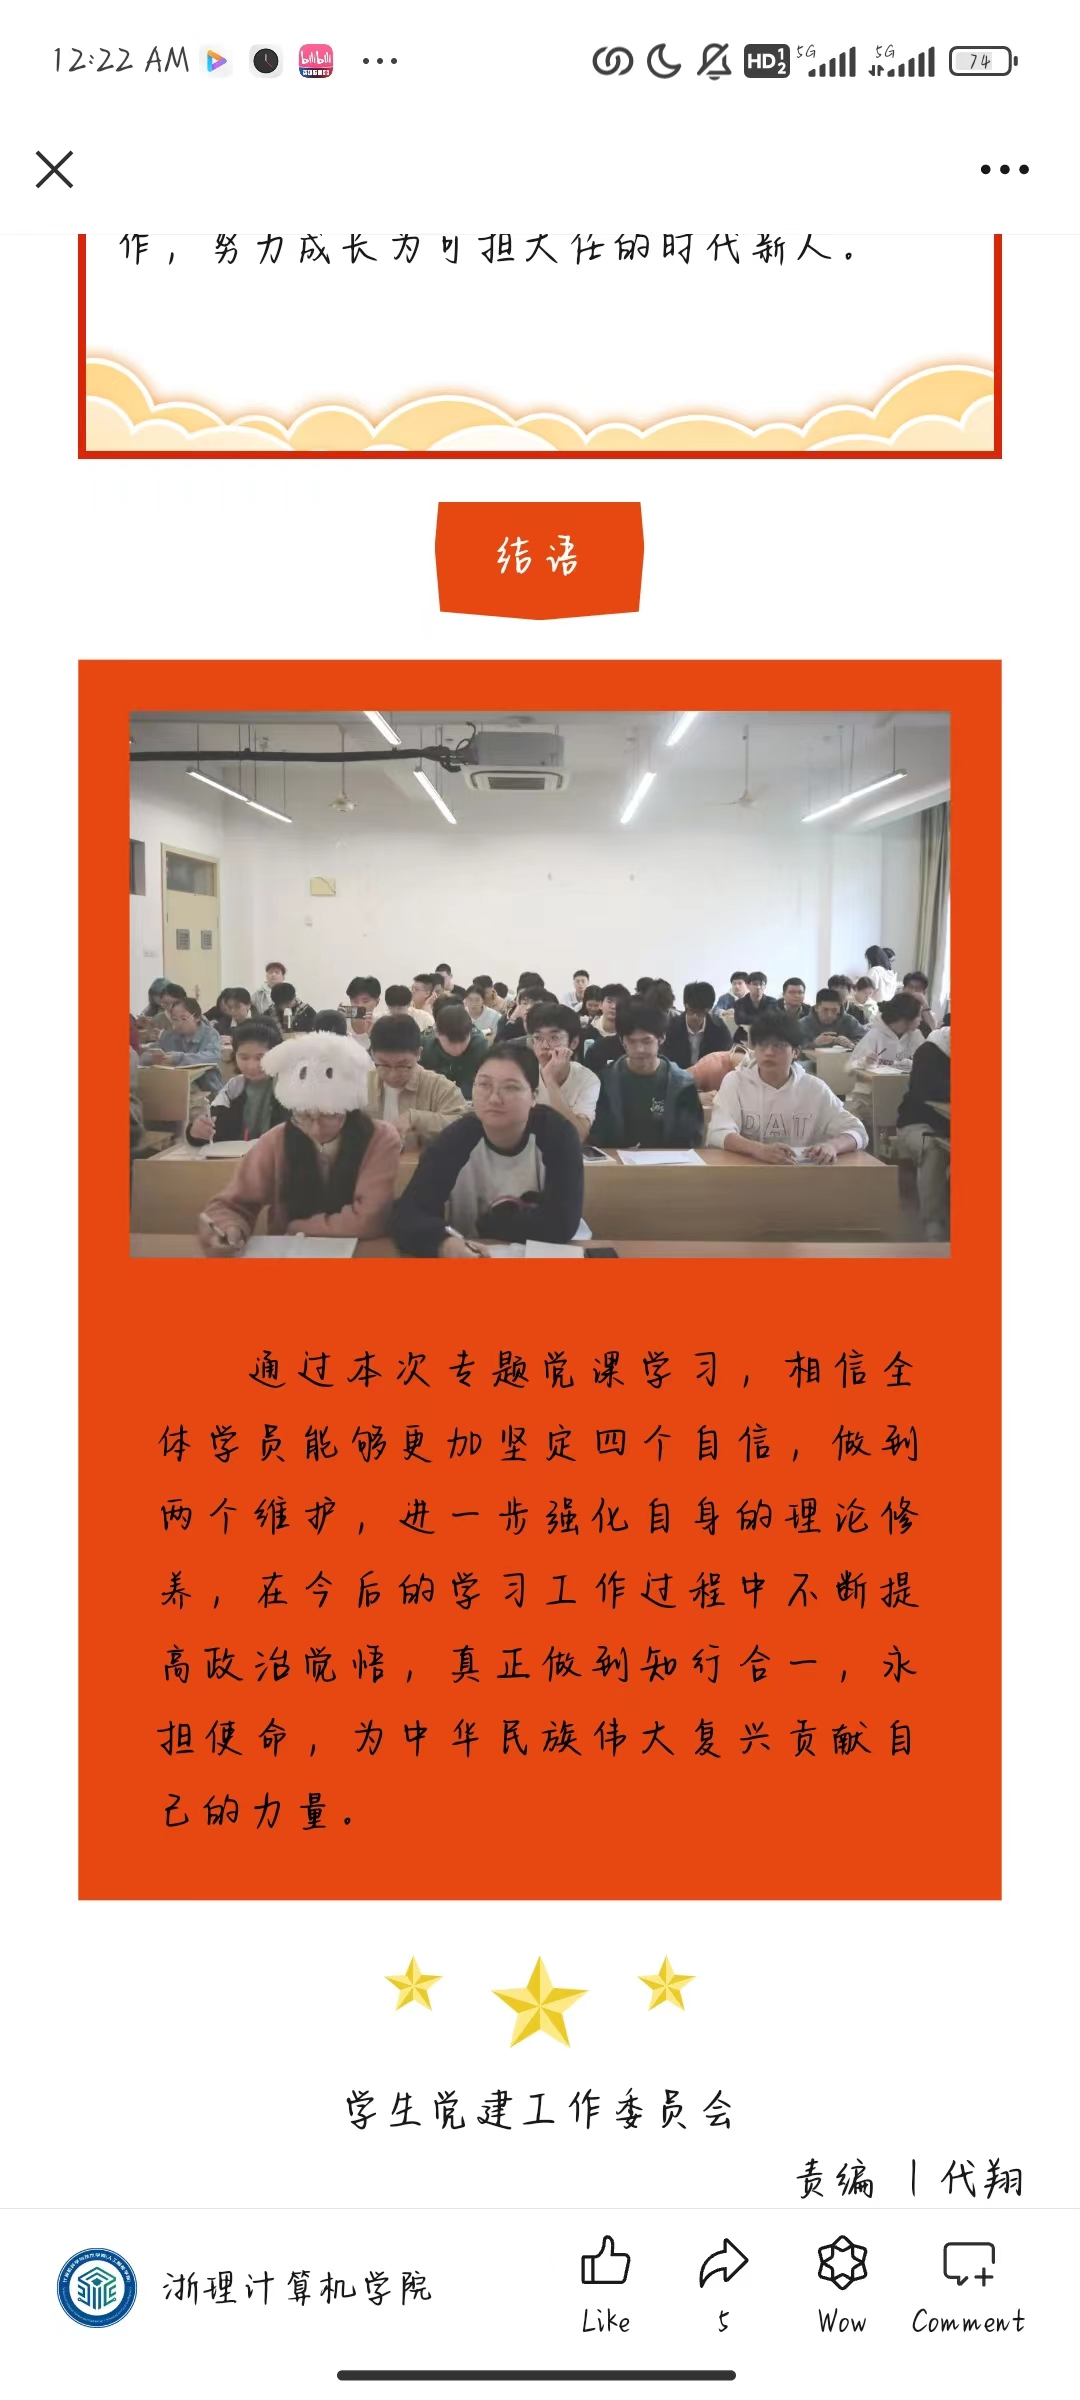 12:22 AM
bilibili
HD 1 2
5G
5G
74
作，努力成长为可担大任的时代新人。
结语
DAT
通过本次专题党课学习，相信全
体学员能够更加坚定四个自信，做到
两个维护，进一步强化自身的理论修
养，在今后的学习工作过程中不断提
高政治觉悟，真正做到知行合一，永
担使命，为中华民族伟大复兴贡献自
己的力量。
学生党建工作委员会
责编 | 代翔
浙理计算机学院
Like
5
Wow
Comment